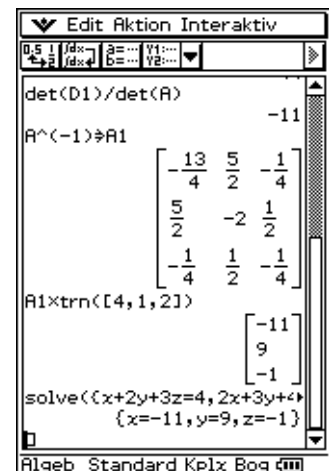 Edit Aktion Interaktiv
det(D1)/det(A)
-11
A^(-1)⇒A1
[-13/4 5/2 -1/4]
[5/2 -2 1/2]
[-1/4 1/2 -1/4]
A1×trn([4,1,2])
[-11]
[9]
[-1]
solve({x+2y+3z=4,2x+3y+4
{x=-11,y=9,z=-1}
Algeb Standard Kplx Bog